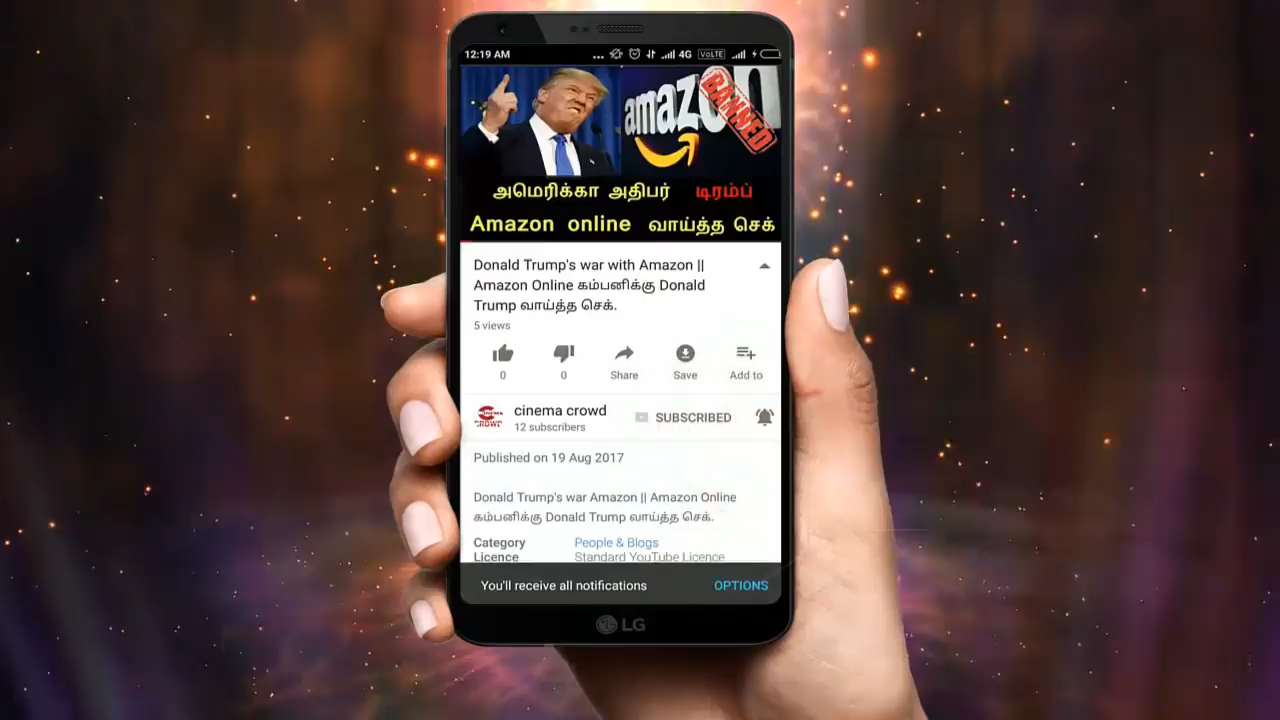 12:19 AM
4G
VoLTE
amazon
BANNED
அமெரிக்கா அதிபர் டிரம்ப்
Amazon online வாய்த்த செக்
Donald Trump's war with Amazon ||
Amazon Online கம்பனிக்கு Donald
Trump வாய்த்த செக்.
5 views
0
0
Share
Save
Add to
CINEMA
CROWD
cinema crowd
SUBSCRIBED
12 subscribers
Published on 19 Aug 2017
Donald Trump's war Amazon || Amazon Online
கம்பனிக்கு Donald Trump வாய்த்த செக்.
Category People & Blogs
Licence Standard YouTube Licence
You'll receive all notifications OPTIONS
LG